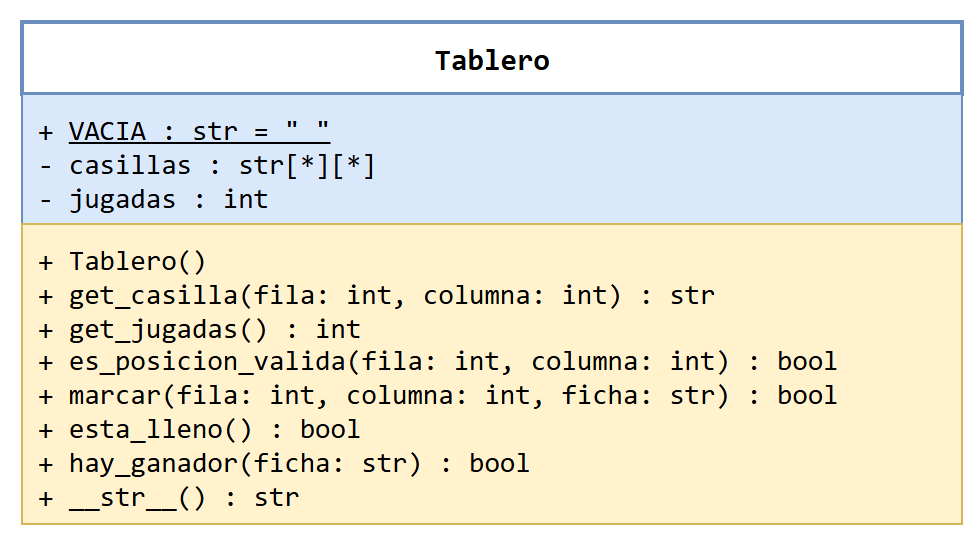 Tablero
+ VACIA : str = " "
- casillas : str[*][*]
- jugadas : int
+ Tablero()
+ get_casilla(fila: int, columna: int) : str
+ get_jugadas() : int
+ es_posicion_valida(fila: int, columna: int) : bool
+ marcar(fila: int, columna: int, ficha: str) : bool
+ esta_lleno() : bool
+ hay_ganador(ficha: str) : bool
+ __str__() : str